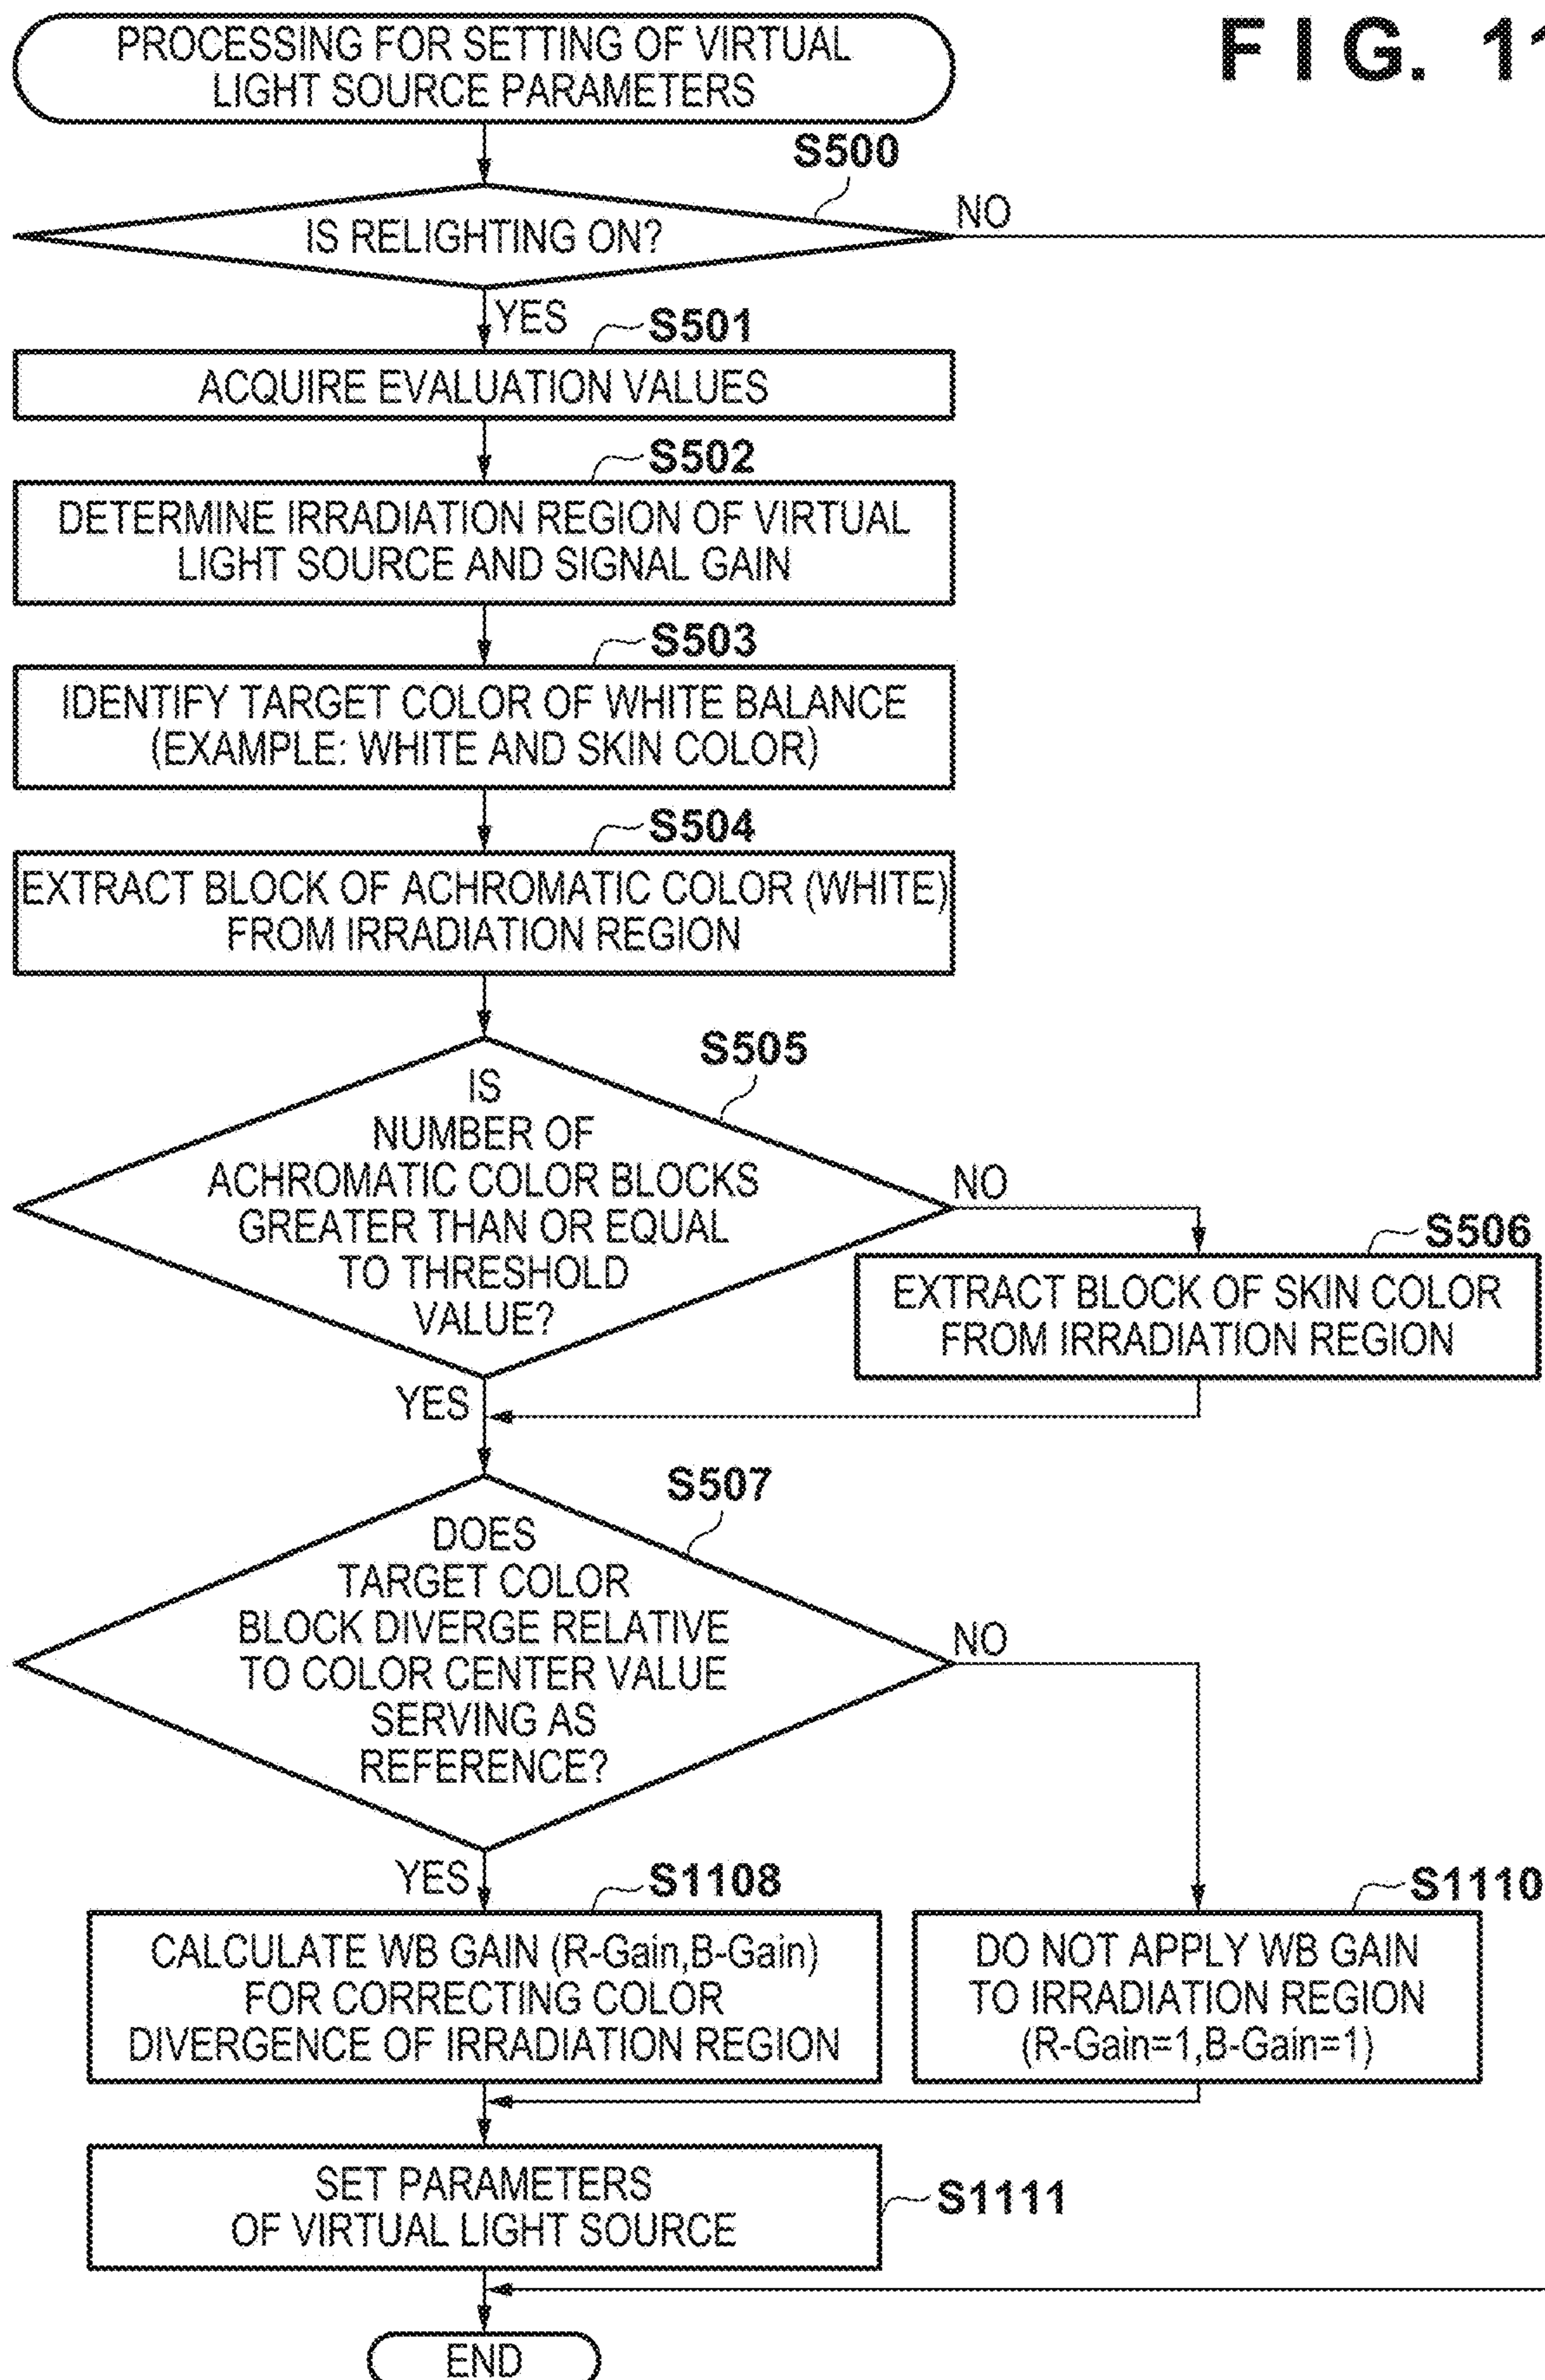 FIG. 11
PROCESSING FOR SETTING OF VIRTUAL
LIGHT SOURCE PARAMETERS
S500
IS RELIGHTING ON?
NO
YES
S501
ACQUIRE EVALUATION VALUES
S502
DETERMINE IRRADIATION REGION OF VIRTUAL
LIGHT SOURCE AND SIGNAL GAIN
S503
IDENTIFY TARGET COLOR OF WHITE BALANCE
(EXAMPLE: WHITE AND SKIN COLOR)
S504
EXTRACT BLOCK OF ACHROMATIC COLOR (WHITE)
FROM IRRADIATION REGION
S505
IS
NUMBER OF
ACHROMATIC COLOR BLOCKS
GREATER THAN OR EQUAL
TO THRESHOLD
VALUE?
NO
S506
EXTRACT BLOCK OF SKIN COLOR
FROM IRRADIATION REGION
YES
S507
DOES
TARGET COLOR
BLOCK DIVERGE RELATIVE
TO COLOR CENTER VALUE
SERVING AS
REFERENCE?
NO
YES
S1108
CALCULATE WB GAIN (R-Gain,B-Gain)
FOR CORRECTING COLOR
DIVERGENCE OF IRRADIATION REGION
S1110
DO NOT APPLY WB GAIN
TO IRRADIATION REGION
(R-Gain=1,B-Gain=1)
SET PARAMETERS
OF VIRTUAL LIGHT SOURCE
S1111
END